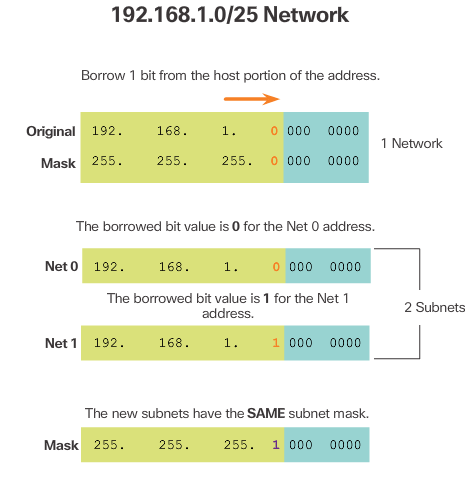 192.168.1.0/25 Network
Borrow 1 bit from the host portion of the address.
Original 192. 168. 1. 0 000 0000
Mask 255. 255. 255. 0 000 0000
1 Network
The borrowed bit value is 0 for the Net 0 address.
Net 0 192. 168. 1. 0 000 0000
The borrowed bit value is 1 for the Net 1
address.
2 Subnets
Net 1 192. 168. 1. 1 000 0000
The new subnets have the SAME subnet mask.
Mask 255. 255. 255. 1 000 0000